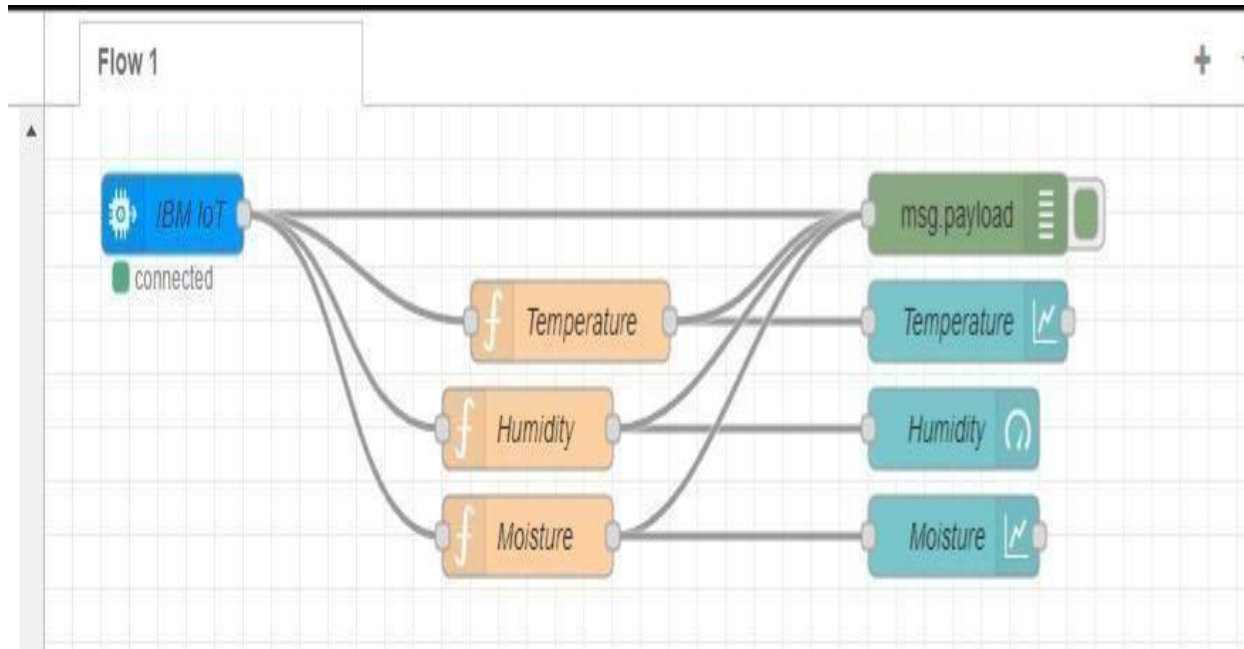 Flow 1
IBM IoT
msg.payload
connected
Temperature
Temperature
Humidity
Humidity
Moisture
Moisture